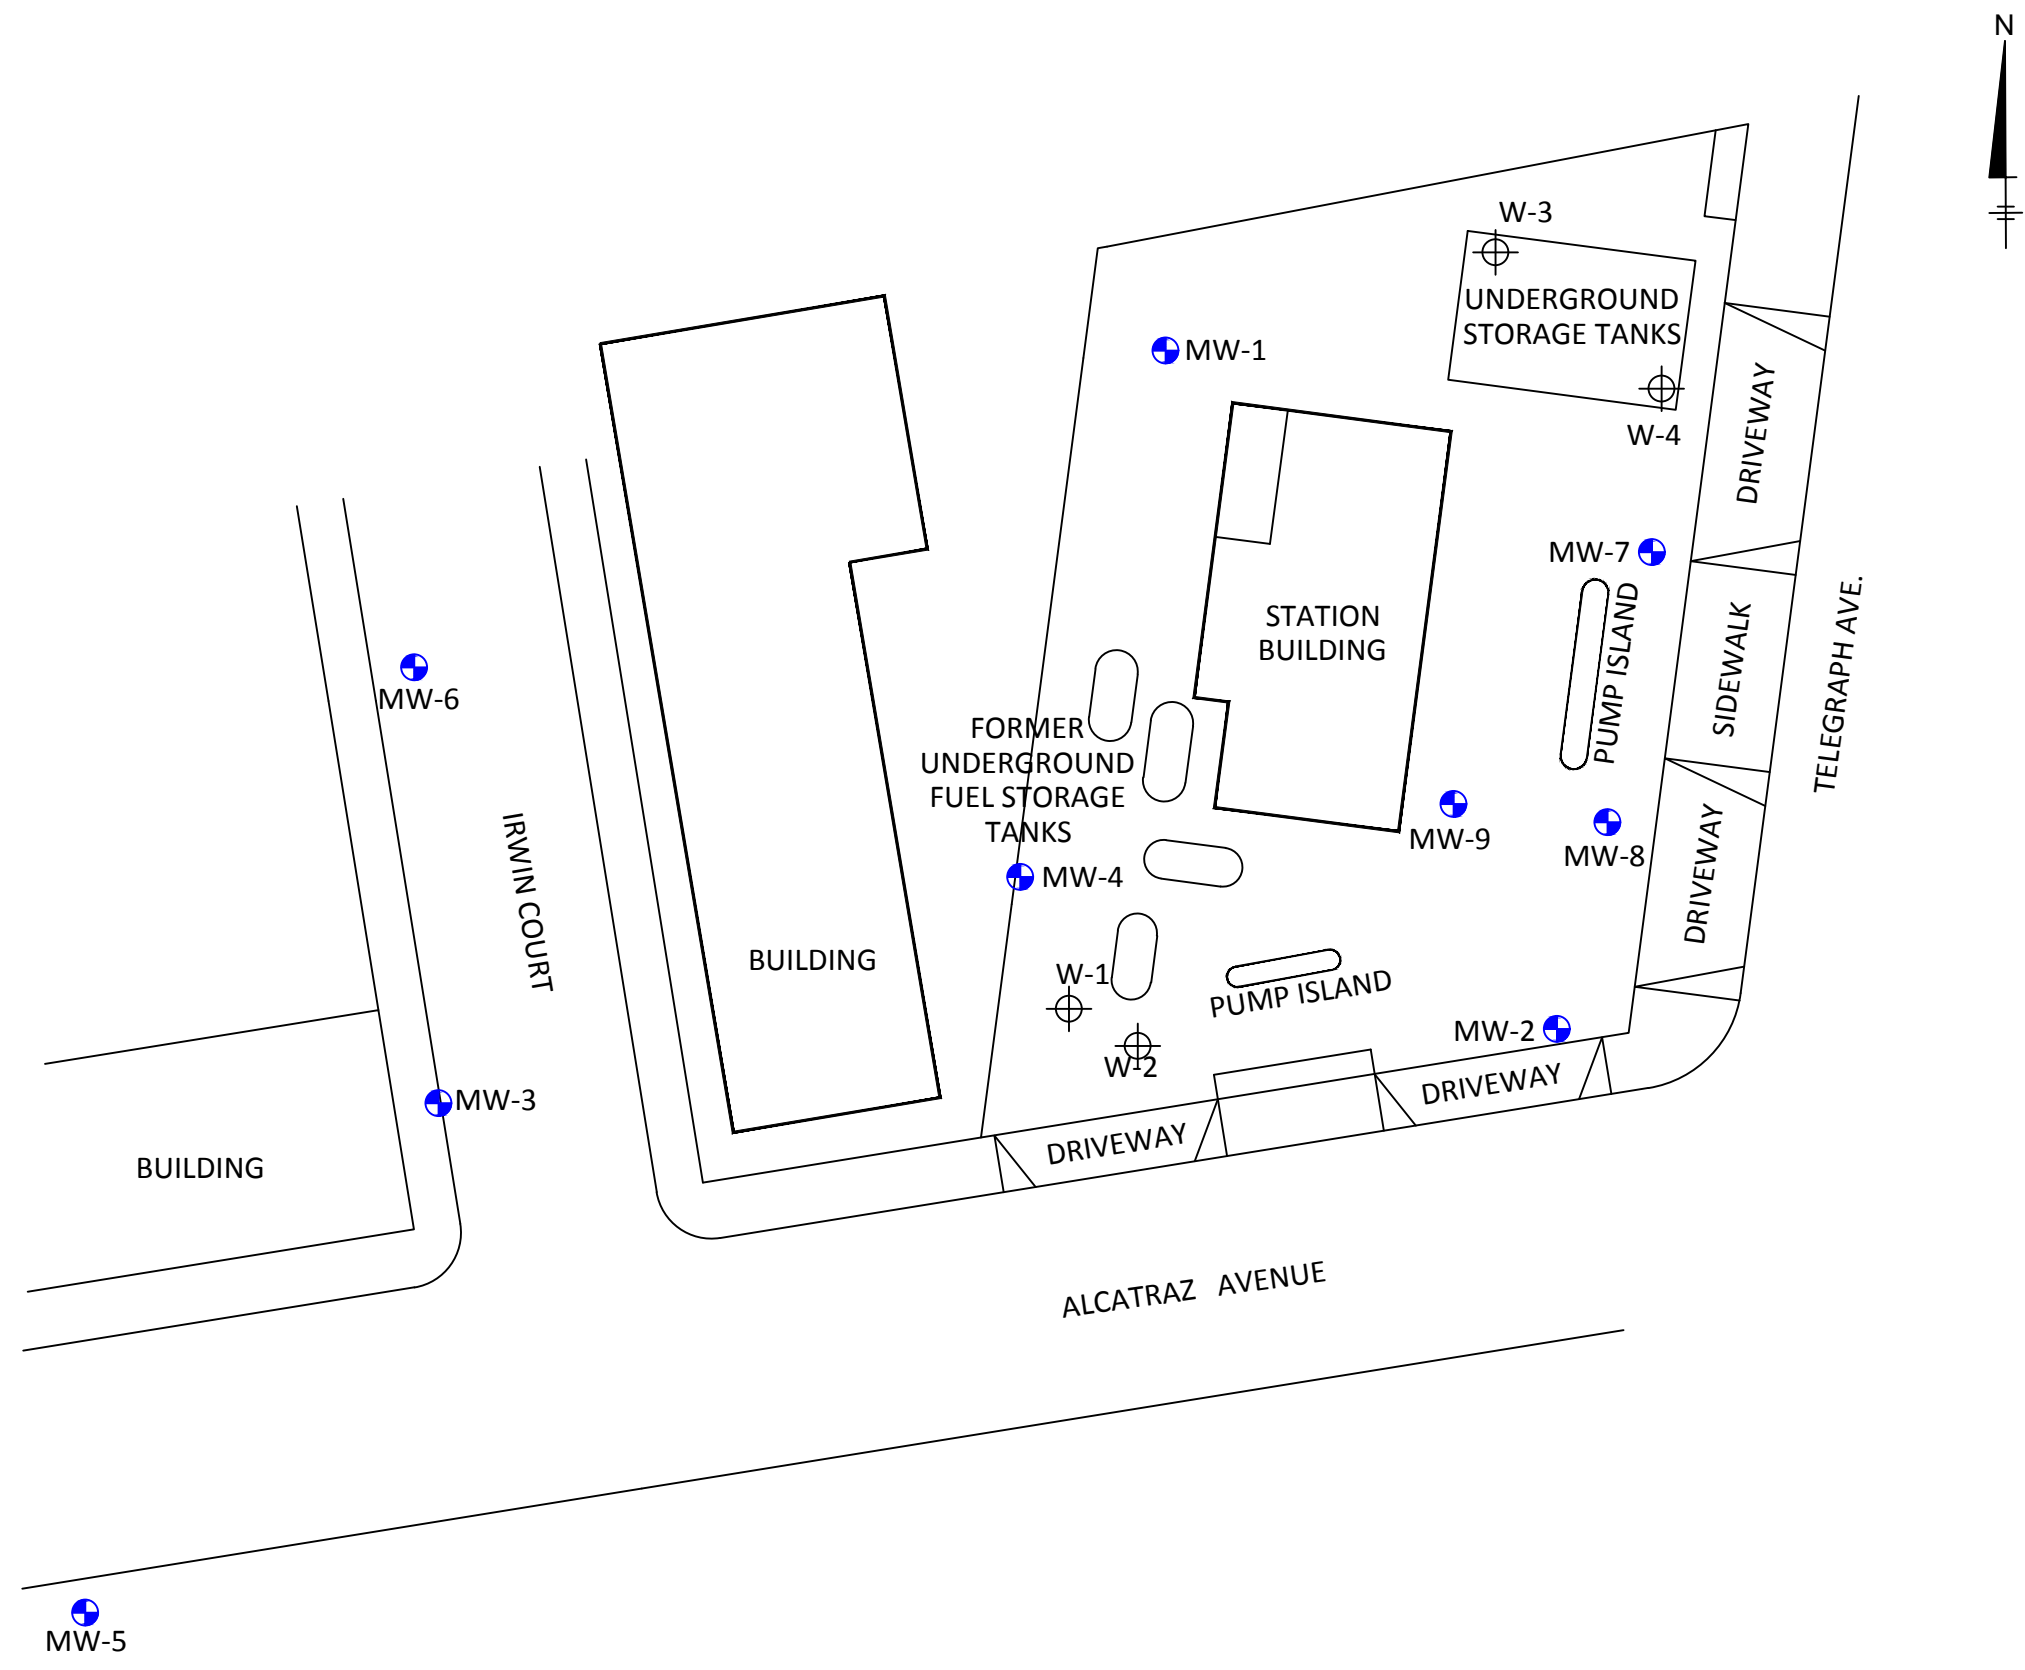 N
W-3
UNDERGROUND
STORAGE TANKS
MW-1
W-4
DRIVEWAY
MW-7
PUMP ISLAND
SIDEWALK
TELEGRAPH AVE.
STATION
BUILDING
MW-6
FORMER
UNDERGROUND
FUEL STORAGE
TANKS
MW-9
MW-8
DRIVEWAY
MW-4
IRWIN COURT
BUILDING
W-1
PUMP ISLAND
MW-2
W-2
DRIVEWAY
MW-3
DRIVEWAY
BUILDING
ALCATRAZ AVENUE
MW-5